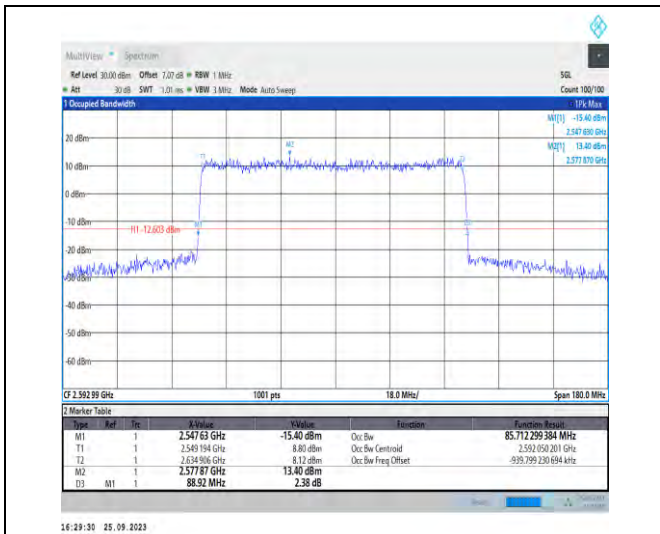 MultiView Spectrum
Ref Level 30.00 dBm Offset 7.07 dB RBW 1 MHz SGL
Att 30 dB SWT 1.01 ms VBW 3 MHz Mode Auto Sweep Count 100/100
1 Occupied Bandwidth 1Pk Max
M1[1] -15.40 dBm
2.547 630 GHz
M2[1] 13.40 dBm
2.577 870 GHz
20 dBm
M2
T1
T2
10 dBm
0 dBm
-10 dBm
M1
H1 -12.603 dBm
-20 dBm
-30 dBm
-40 dBm
-50 dBm
-60 dBm
CF 2.592 99 GHz 1001 pts 18.0 MHz/ Span 180.0 MHz
2 Marker Table
Type Ref Trc X-Value Y-Value Function Function Result
M1 1 2.547 63 GHz -15.40 dBm Occ Bw 85.712 299 384 MHz
T1 1 2.549 194 GHz 8.80 dBm Occ Bw Centroid 2.592 050 201 GHz
T2 1 2.634 906 GHz 8.12 dBm Occ Bw Freq Offset -939.799 230 694 kHz
M2 1 2.577 87 GHz 13.40 dBm
D3 M1 1 88.92 MHz 2.38 dB
16:29:30 25.09.2023